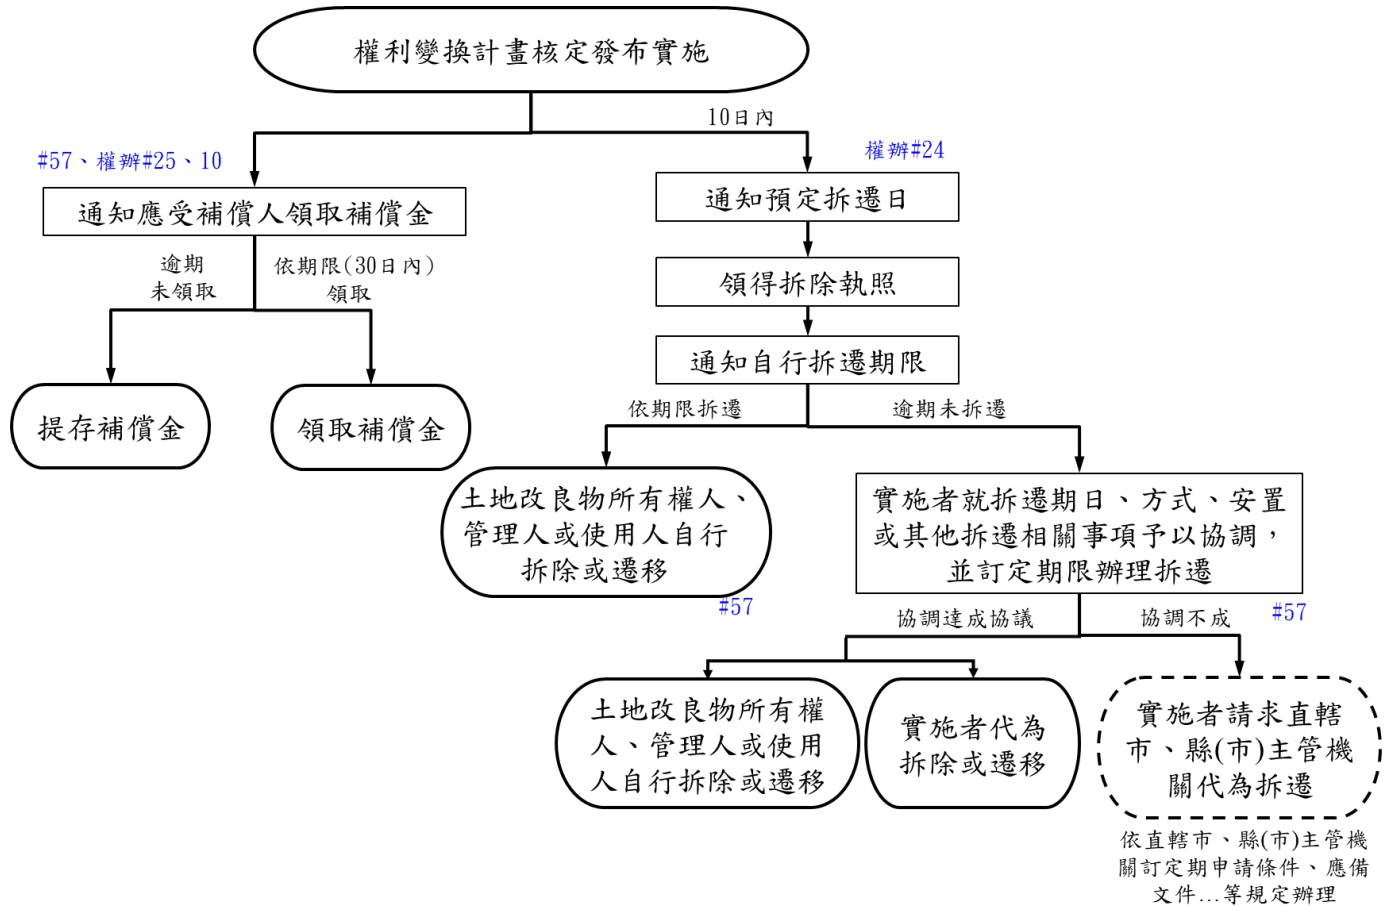 權利變換計畫核定發布實施
10日內
#57、權辦#25、10
權辦#24
通知應受補償人領取補償金
通知預定拆遷日
逾期
未領取
依期限(30日內)
領取
領得拆除執照
通知自行拆遷期限
提存補償金
領取補償金
依期限拆遷
逾期未拆遷
土地改良物所有權人、
管理人或使用人自行
拆除或遷移
#57
實施者就拆遷期日、方式、安置
或其他拆遷相關事項予以協調，
並訂定期限辦理拆遷
#57
協調達成協議
協調不成
土地改良物所有權
人、管理人或使用
人自行拆除或遷移
實施者代為
拆除或遷移
實施者請求直轄
市、縣(市)主管機
關代為拆遷
依直轄市、縣(市)主管機
關訂定期申請條件、應備
文件...等規定辦理